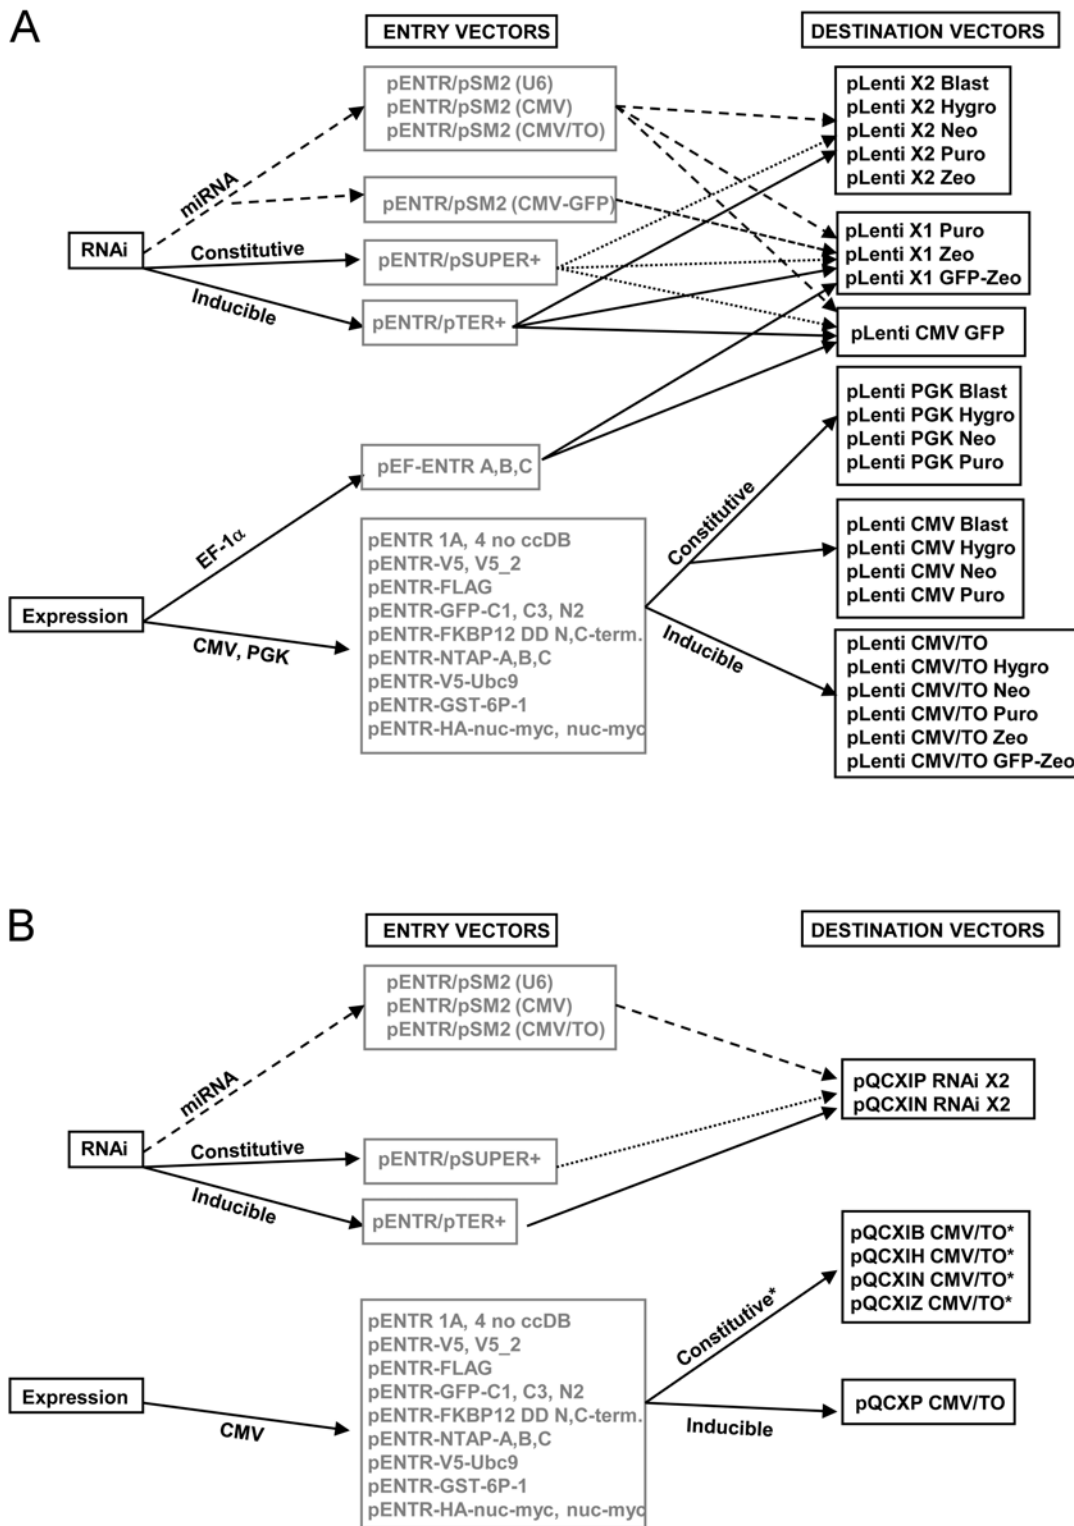 A
ENTRY VECTORS
DESTINATION VECTORS
pENTR/pSM2 (U6)
pENTR/pSM2 (CMV)
pENTR/pSM2 (CMV/TO)
pLenti X2 Blast
pLenti X2 Hygro
pLenti X2 Neo
pLenti X2 Puro
pLenti X2 Zeo
miRNA
pENTR/pSM2 (CMV-GFP)
RNAi
Constitutive
pENTR/pSUPER+
pLenti X1 Puro
pLenti X1 Zeo
pLenti X1 GFP-Zeo
Inducible
pENTR/pTER+
pLenti CMV GFP
pLenti PGK Blast
pLenti PGK Hygro
pLenti PGK Neo
pLenti PGK Puro
pEF-ENTR A,B,C
EF-1α
Expression
CMV, PGK
pENTR 1A, 4 no ccDB
pENTR-V5, V5_2
pENTR-FLAG
pENTR-GFP-C1, C3, N2
pENTR-FKBP12 DD N,C-term.
pENTR-NTAP-A,B,C
pENTR-V5-Ubc9
pENTR-GST-6P-1
pENTR-HA-nuc-myc, nuc-myc
Constitutive
pLenti CMV Blast
pLenti CMV Hygro
pLenti CMV Neo
pLenti CMV Puro
Inducible
pLenti CMV/TO
pLenti CMV/TO Hygro
pLenti CMV/TO Neo
pLenti CMV/TO Puro
pLenti CMV/TO Zeo
pLenti CMV/TO GFP-Zeo
B
ENTRY VECTORS
DESTINATION VECTORS
pENTR/pSM2 (U6)
pENTR/pSM2 (CMV)
pENTR/pSM2 (CMV/TO)
miRNA
pQCXIP RNAi X2
pQCXIN RNAi X2
RNAi
Constitutive
pENTR/pSUPER+
Inducible
pENTR/pTER+
pQCXIB CMV/TO*
pQCXIH CMV/TO*
pQCXIN CMV/TO*
pQCXIZ CMV/TO*
Expression
CMV
pENTR 1A, 4 no ccDB
pENTR-V5, V5_2
pENTR-FLAG
pENTR-GFP-C1, C3, N2
pENTR-FKBP12 DD N,C-term.
pENTR-NTAP-A,B,C
pENTR-V5-Ubc9
pENTR-GST-6P-1
pENTR-HA-nuc-myc, nuc-myc
Constitutive*
Inducible
pQCXP CMV/TO